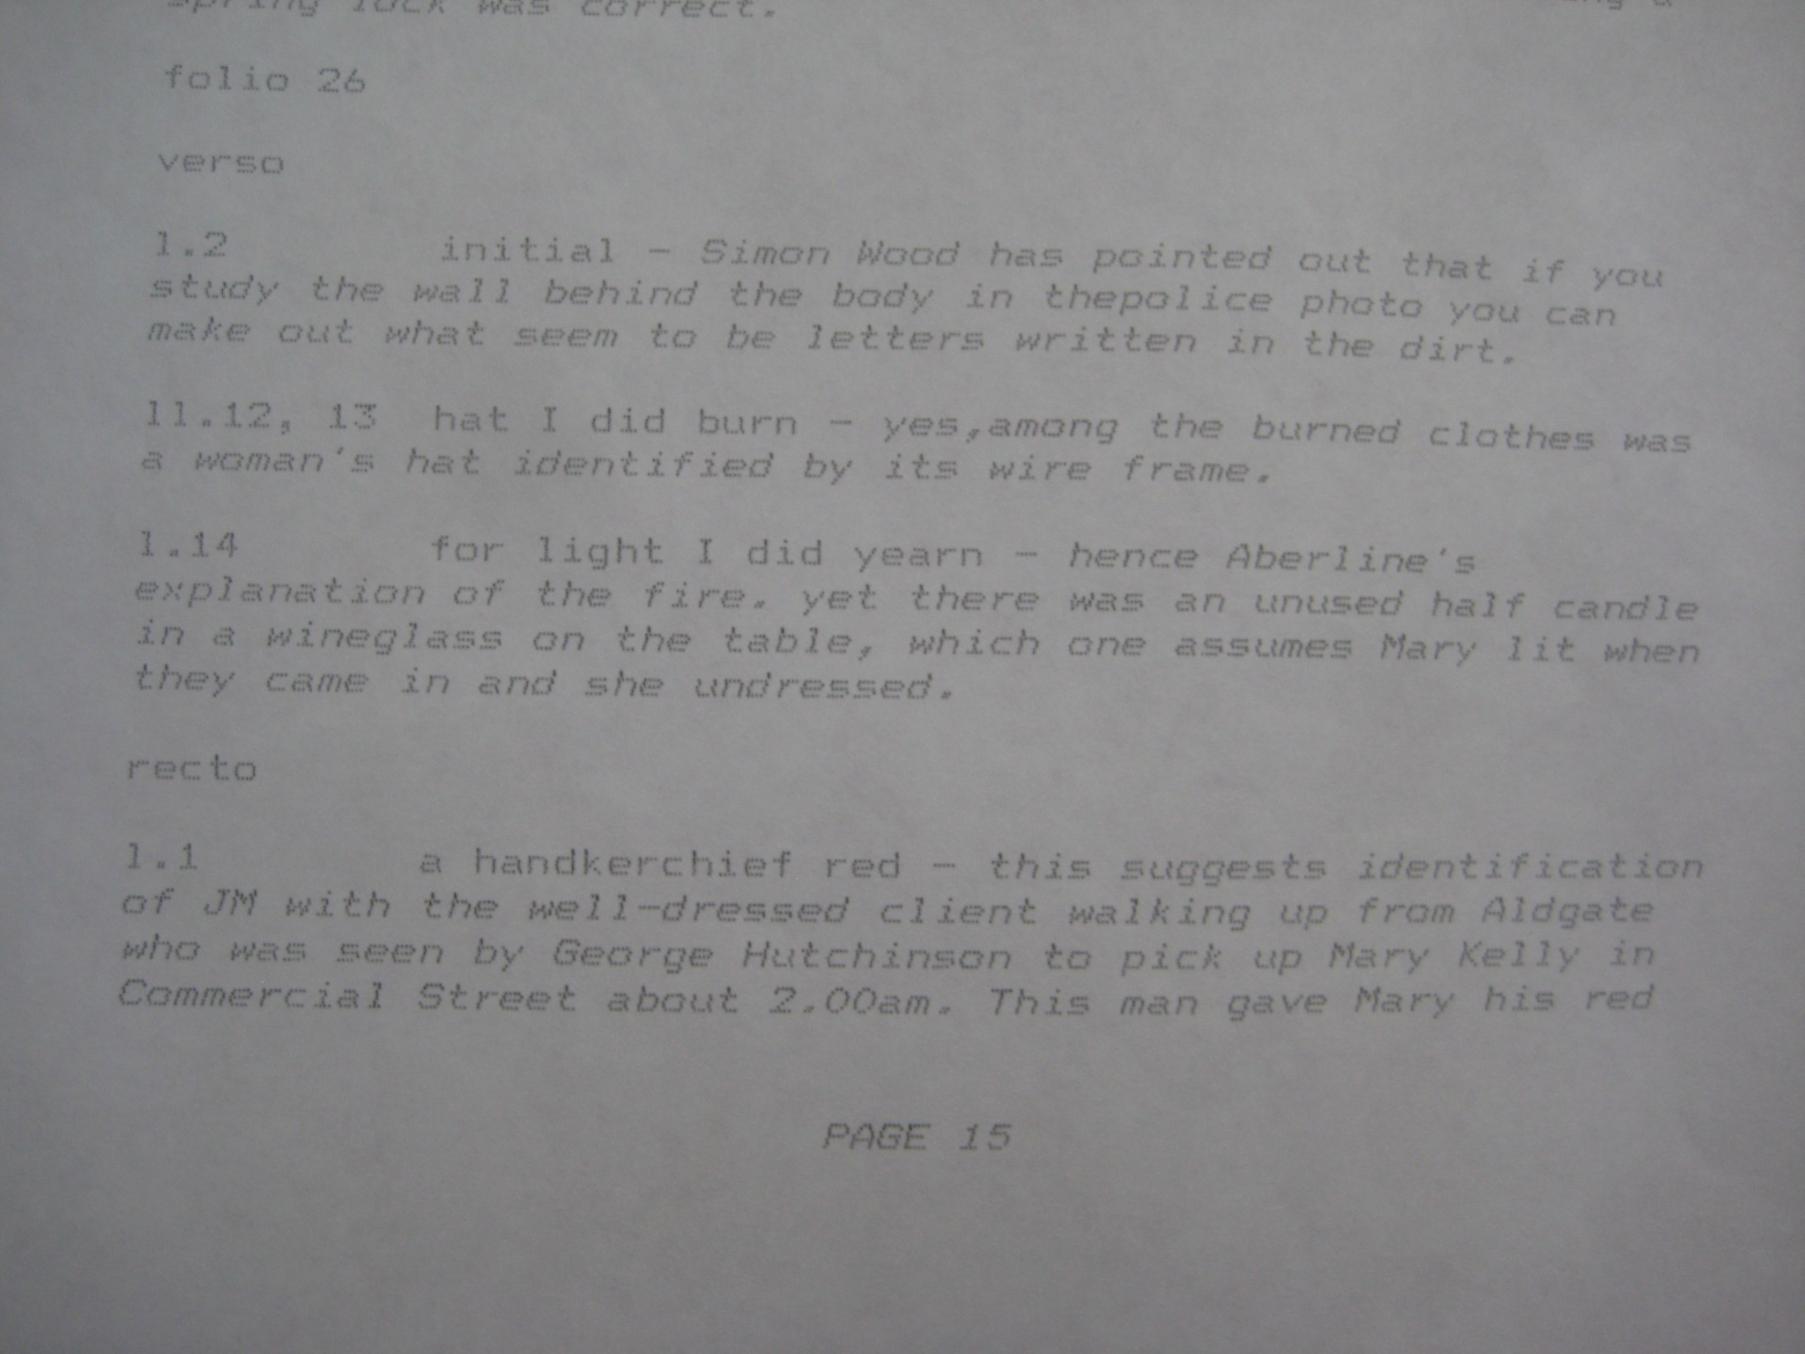 spring lock was correct.
folio 26
verso
l.2 initial - Simon Wood has pointed out that if you
study the wall behind the body in thepolice photo you can
make out what seem to be letters written in the dirt.
ll.12, 13 hat I did burn - yes,among the burned clothes was
a woman's hat identified by its wire frame.
l.14 for light I did yearn - hence Aberline's
explanation of the fire. yet there was an unused half candle
in a wineglass on the table, which one assumes Mary lit when
they came in and she undressed.
recto
l.1 a handkerchief red - this suggests identification
of JM with the well-dressed client walking up from Aldgate
who was seen by George Hutchinson to pick up Mary Kelly in
Commercial Street about 2.00am. This man gave Mary his red
PAGE 15